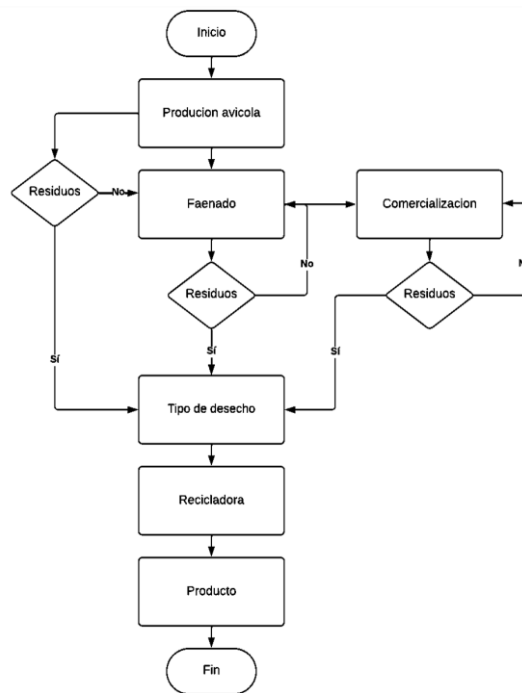 Inicio
Producion avicola
Residuos
No
Faenado
Comercializacion
No
Residuos
Residuos
Sí
Sí
Sí
Tipo de desecho
Recicladora
Producto
Fin